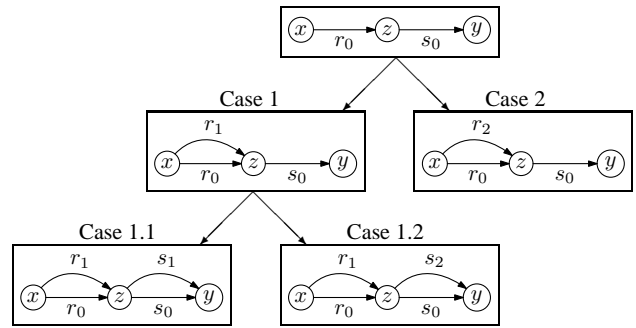 x r₀ z s₀ y
Case 1
Case 2
r₁
x r₀ z s₀ y
r₂
x r₀ z s₀ y
Case 1.1
Case 1.2
r₁ s₁
x r₀ z s₀ y
r₁ s₂
x r₀ z s₀ y